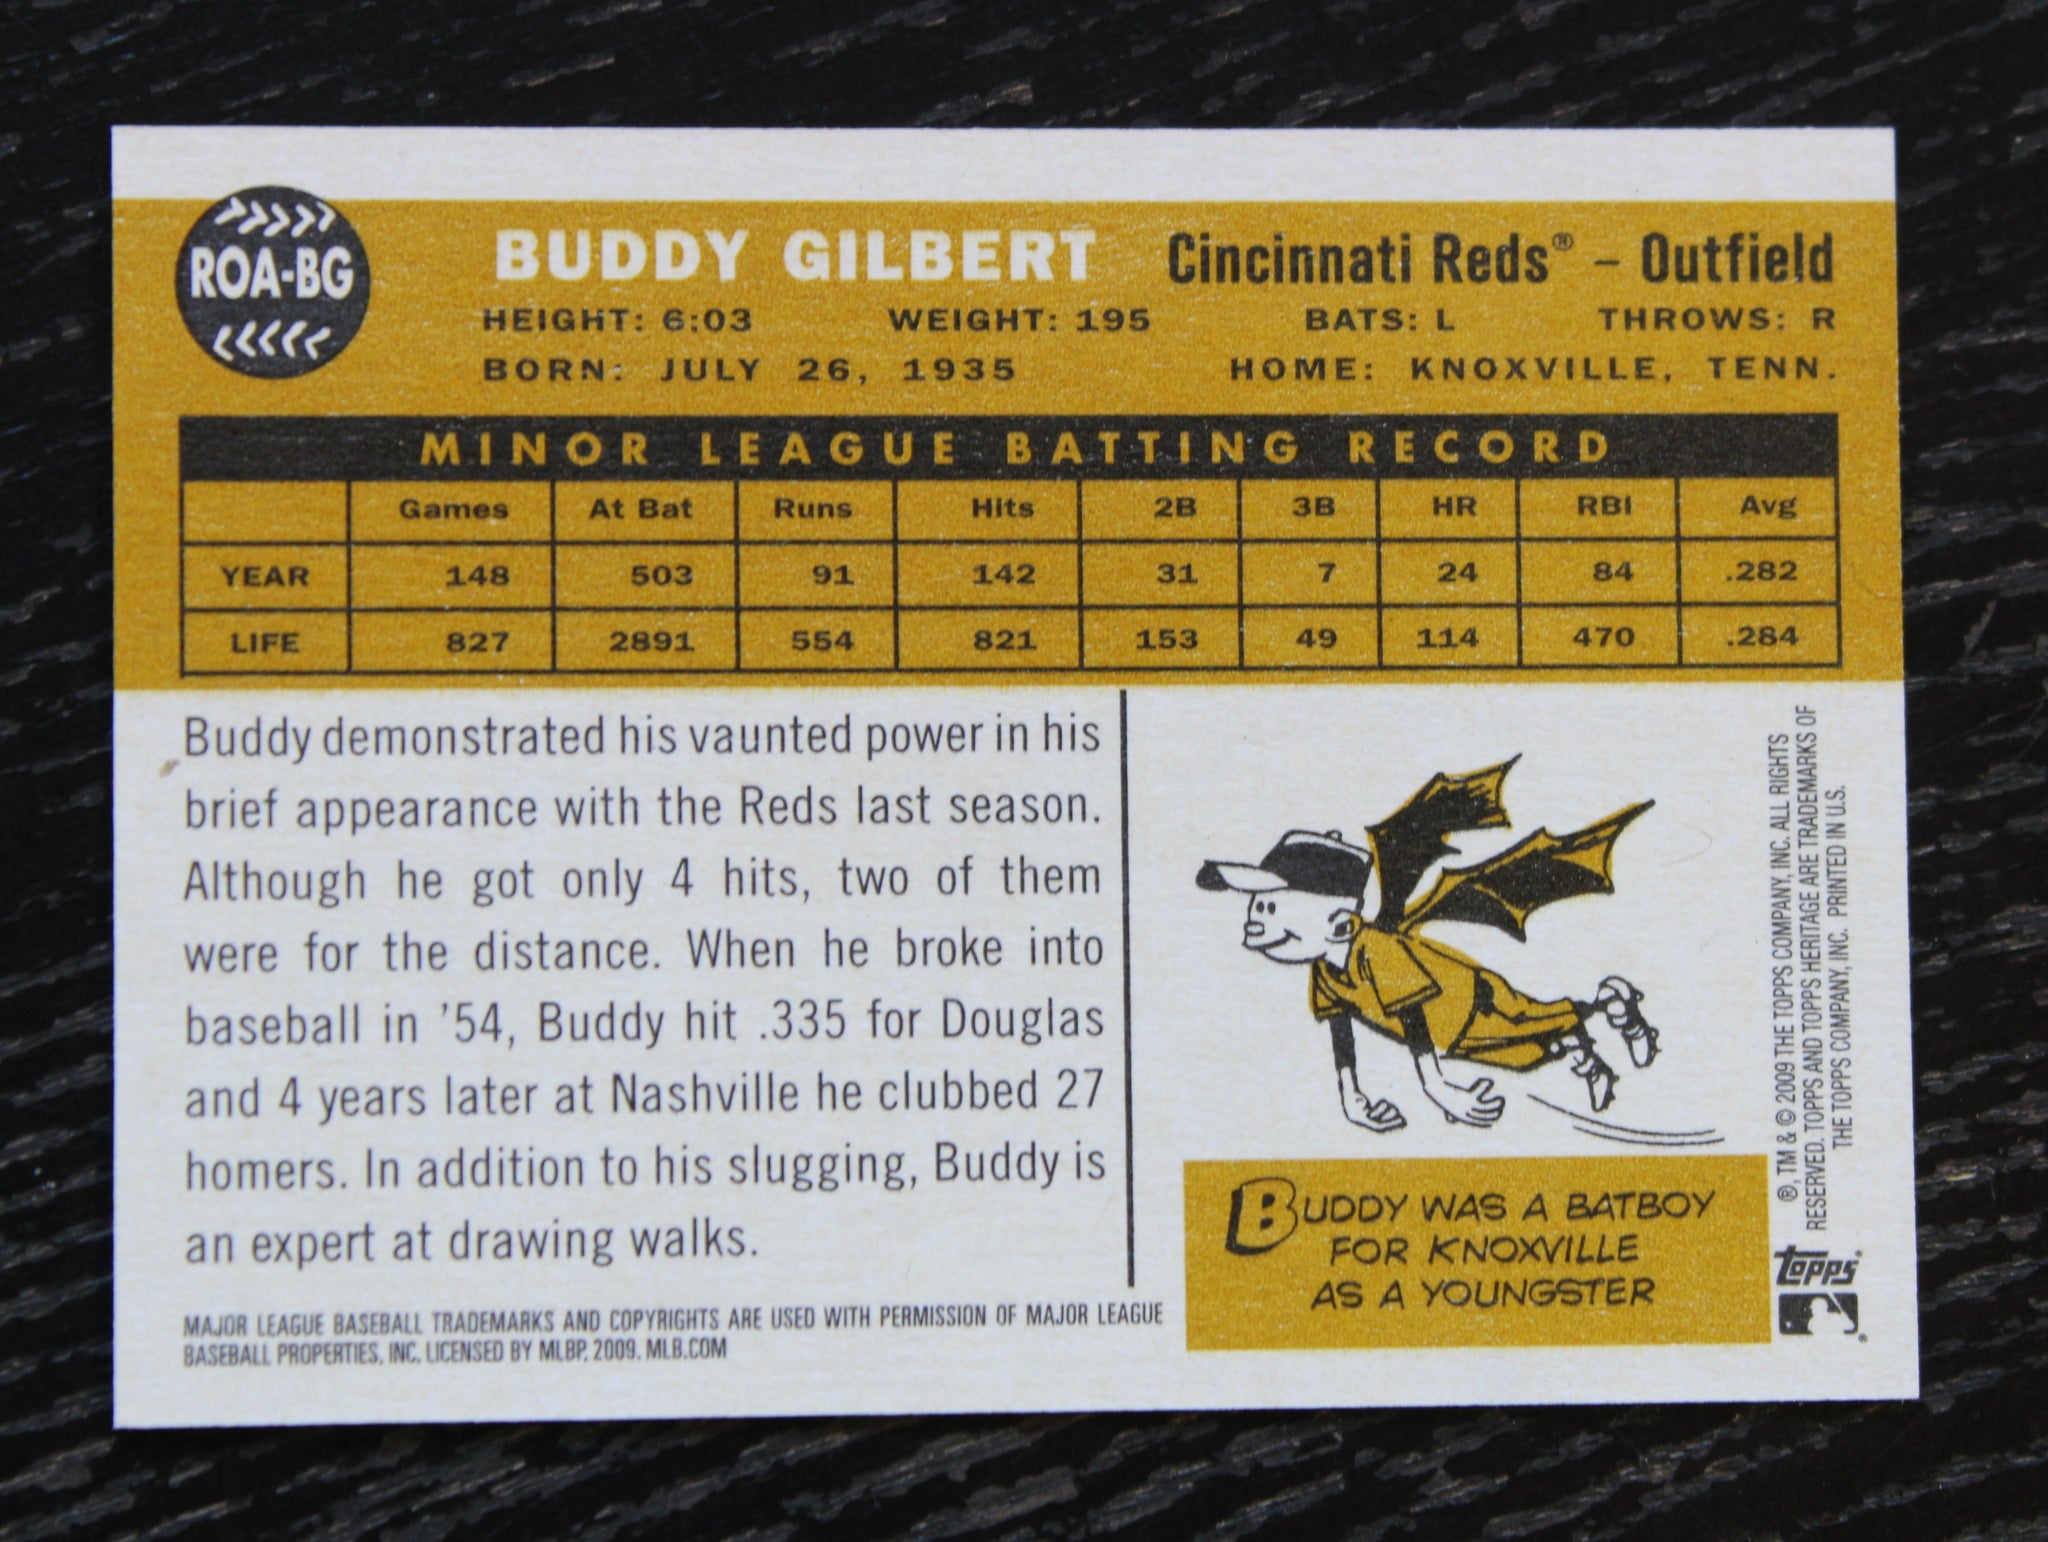 ROA-BG
BUDDY GILBERT Cincinnati Reds® – Outfield
HEIGHT: 6:03 WEIGHT: 195 BATS: L THROWS: R
BORN: JULY 26, 1935 HOME: KNOXVILLE, TENN.
MINOR LEAGUE BATTING RECORD
Games At Bat Runs Hits 2B 3B HR RBI Avg
YEAR 148 503 91 142 31 7 24 84 .282
LIFE 827 2891 554 821 153 49 114 470 .284
Buddy demonstrated his vaunted power in his
brief appearance with the Reds last season.
Although he got only 4 hits, two of them
were for the distance. When he broke into
baseball in ’54, Buddy hit .335 for Douglas
and 4 years later at Nashville he clubbed 27
homers. In addition to his slugging, Buddy is
an expert at drawing walks.
MAJOR LEAGUE BASEBALL TRADEMARKS AND COPYRIGHTS ARE USED WITH PERMISSION OF MAJOR LEAGUE
BASEBALL PROPERTIES, INC. LICENSED BY MLBP, 2009. MLB.COM
BUDDY WAS A BATBOY
FOR KNOXVILLE
AS A YOUNGSTER
®, TM & © 2009 THE TOPPS COMPANY, INC. ALL RIGHTS
RESERVED. TOPPS AND TOPPS HERITAGE ARE TRADEMARKS OF
THE TOPPS COMPANY, INC. PRINTED IN U.S.
topps®
®